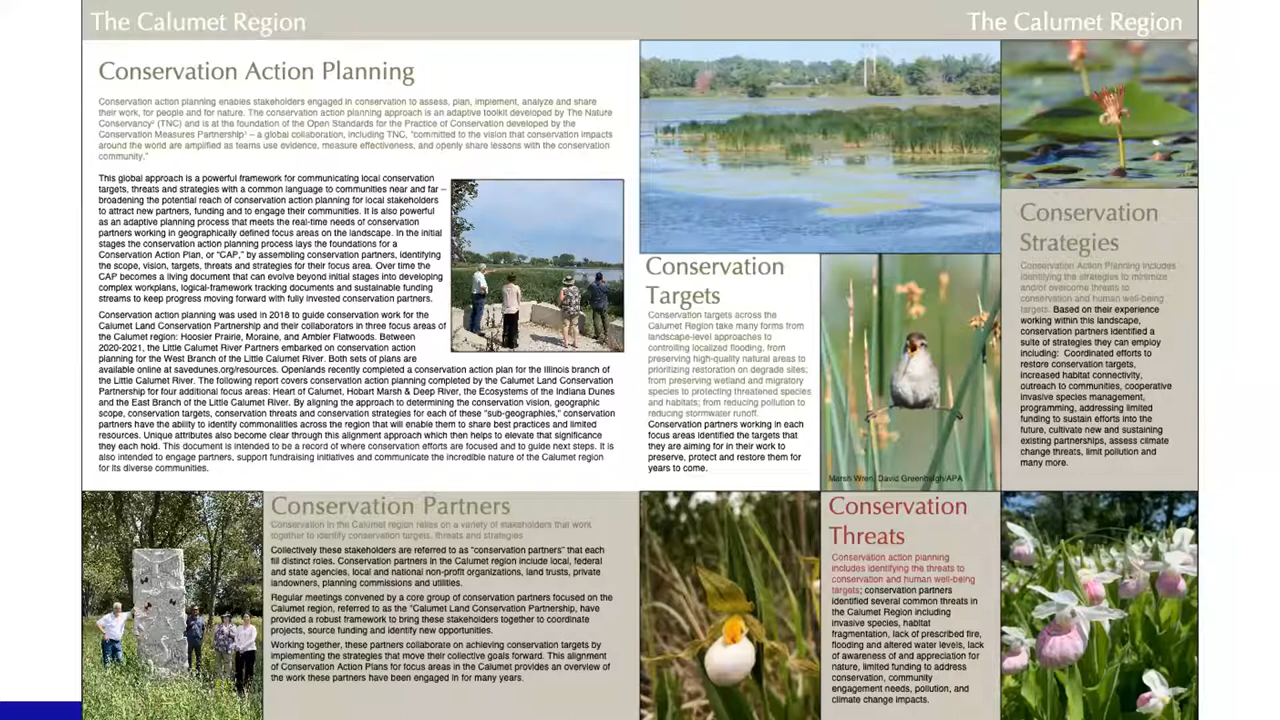 The Calumet Region
The Calumet Region
Conservation Action Planning
Conservation action planning enables stakeholders engaged in conservation to assess, plan, implement, analyze and share
their work, for people and for nature. The conservation action planning approach is an adaptive toolkit developed by The Nature
Conservancy¹ (TNC) and is at the foundation of the Open Standards for the Practice of Conservation developed by the
Conservation Measures Partnership¹ – a global collaboration, including TNC, "committed to the vision that conservation impacts
around the world are amplified as teams use evidence, measure effectiveness, and openly share lessons with the conservation
community."
This global approach is a powerful framework for communicating local conservation
targets, threats and strategies with a common language to communities near and far –
broadening the potential reach of conservation action planning for local stakeholders
to attract new partners, funding and to engage their communities. It is also powerful
as an adaptive planning process that meets the real-time needs of conservation
partners working in geographically defined focus areas on the landscape. In the initial
stages the conservation action planning process lays the foundations for a
Conservation Action Plan, or "CAP," by assembling conservation partners, identifying
the scope, vision, targets, threats and strategies for their focus area. Over time the
CAP becomes a living document that can evolve beyond initial stages into developing
complex workplans, logical-framework tracking documents and sustainable funding
streams to keep progress moving forward with fully invested conservation partners.
Conservation action planning was used in 2018 to guide conservation work for the
Calumet Land Conservation Partnership and their collaborators in three focus areas of
the Calumet region: Hoosier Prairie, Moraine, and Ambler Flatwoods. Between
2020-2021, the Little Calumet River Partners embarked on conservation action
planning for the West Branch of the Little Calumet River. Both sets of plans are
available online at savedunes.org/resources. Openlands recently completed a conservation action plan for the Illinois branch of
the Little Calumet River. The following report covers conservation action planning completed by the Calumet Land Conservation
Partnership for four additional focus areas: Heart of Calumet, Hobart Marsh & Deep River, the Ecosystems of the Indiana Dunes
and the East Branch of the Little Calumet River. By aligning the approach to determining the conservation vision, geographic
scope, conservation targets, conservation threats and conservation strategies for each of these "sub-geographies," conservation
partners have the ability to identify commonalities across the region that will enable them to share best practices and limited
resources. Unique attributes also become clear through this alignment approach which then helps to elevate that significance
they each hold. This document is intended to be a record of where conservation efforts are focused and to guide next steps. It is
also intended to engage partners, support fundraising initiatives and communicate the incredible nature of the Calumet region
for its diverse communities.
Conservation
Targets
Conservation targets across the
Calumet Region take many forms from
landscape-level approaches to
controlling localized flooding, from
preserving high-quality natural areas to
prioritizing restoration on degrade sites;
from preserving wetland and migratory
species to protecting threatened species
and habitats; from reducing pollution to
reducing stormwater runoff.
Conservation partners working in each
focus areas identified the targets that
they are aiming for in their work to
preserve, protect and restore them for
years to come.
Marsh Wren, David Greenhalgh/APA
Conservation
Strategies
Conservation Action Planning includes
identifying the strategies to minimize
and/or overcome threats to
conservation and human well-being
targets. Based on their experience
working within this landscape,
conservation partners identified a
suite of strategies they can employ
including: Coordinated efforts to
restore conservation targets,
increased habitat connectivity,
outreach to communities, cooperative
invasive species management,
programming, addressing limited
funding to sustain efforts into the
future, cultivate new and sustaining
existing partnerships, assess climate
change threats, limit pollution and
many more.
Conservation Partners
Conservation in the Calumet region relies on a variety of stakeholders that work
together to identify conservation targets, threats and strategies
Collectively these stakeholders are referred to as "conservation partners" that each
fill distinct roles. Conservation partners in the Calumet region include local, federal
and state agencies, local and national non-profit organizations, land trusts, private
landowners, planning commissions and utilities.
Regular meetings convened by a core group of conservation partners focused on the
Calumet region, referred to as the "Calumet Land Conservation Partnership, have
provided a robust framework to bring these stakeholders together to coordinate
projects, source funding and identify new opportunities.
Working together, these partners collaborate on achieving conservation targets by
implementing the strategies that move their collective goals forward. This alignment
of Conservation Action Plans for focus areas in the Calumet provides an overview of
the work these partners have been engaged in for many years.
Conservation
Threats
Conservation action planning
includes identifying the threats to
conservation and human well-being
targets; conservation partners
identified several common threats in
the Calumet Region including
invasive species, habitat
fragmentation, lack of prescribed fire,
flooding and altered water levels, lack
of awareness of and appreciation for
nature, limited funding to address
conservation, community
engagement needs, pollution, and
climate change impacts.